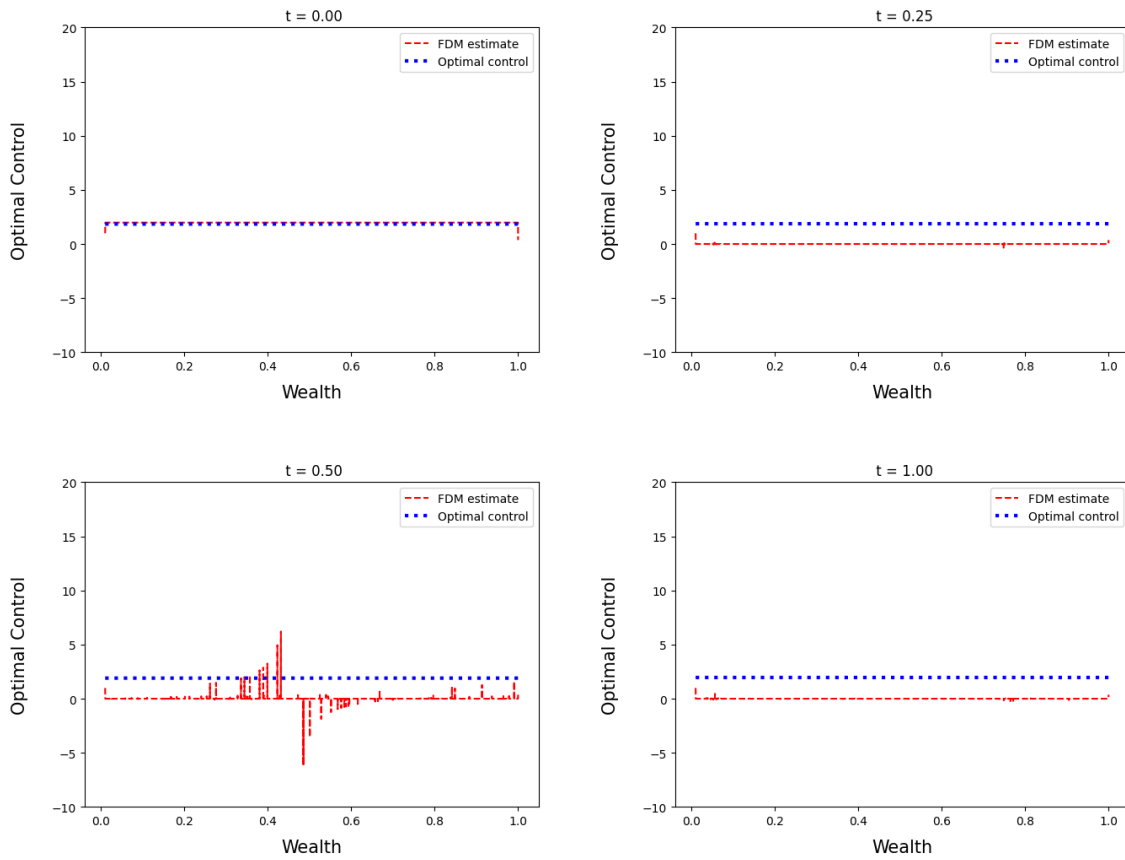 t = 0.00
20
15
10
5
0
−5
−10
Optimal Control
FDM estimate
Optimal control
0.0 0.2 0.4 0.6 0.8 1.0
Wealth
t = 0.25
20
15
10
5
0
−5
−10
Optimal Control
FDM estimate
Optimal control
0.0 0.2 0.4 0.6 0.8 1.0
Wealth
t = 0.50
20
15
10
5
0
−5
−10
Optimal Control
FDM estimate
Optimal control
0.0 0.2 0.4 0.6 0.8 1.0
Wealth
t = 1.00
20
15
10
5
0
−5
−10
Optimal Control
FDM estimate
Optimal control
0.0 0.2 0.4 0.6 0.8 1.0
Wealth